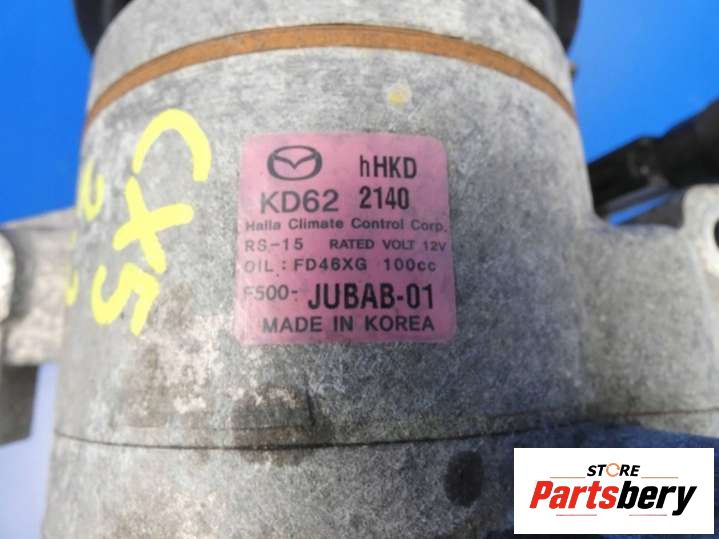 CX5
hHKD
KD62 2140
Halla Climate Control Corp.
RS-15 RATED VOLT 12V
OIL : FD46XG 100cc
F500- JUBAB-01
MADE IN KOREA
STORE
Partsbery